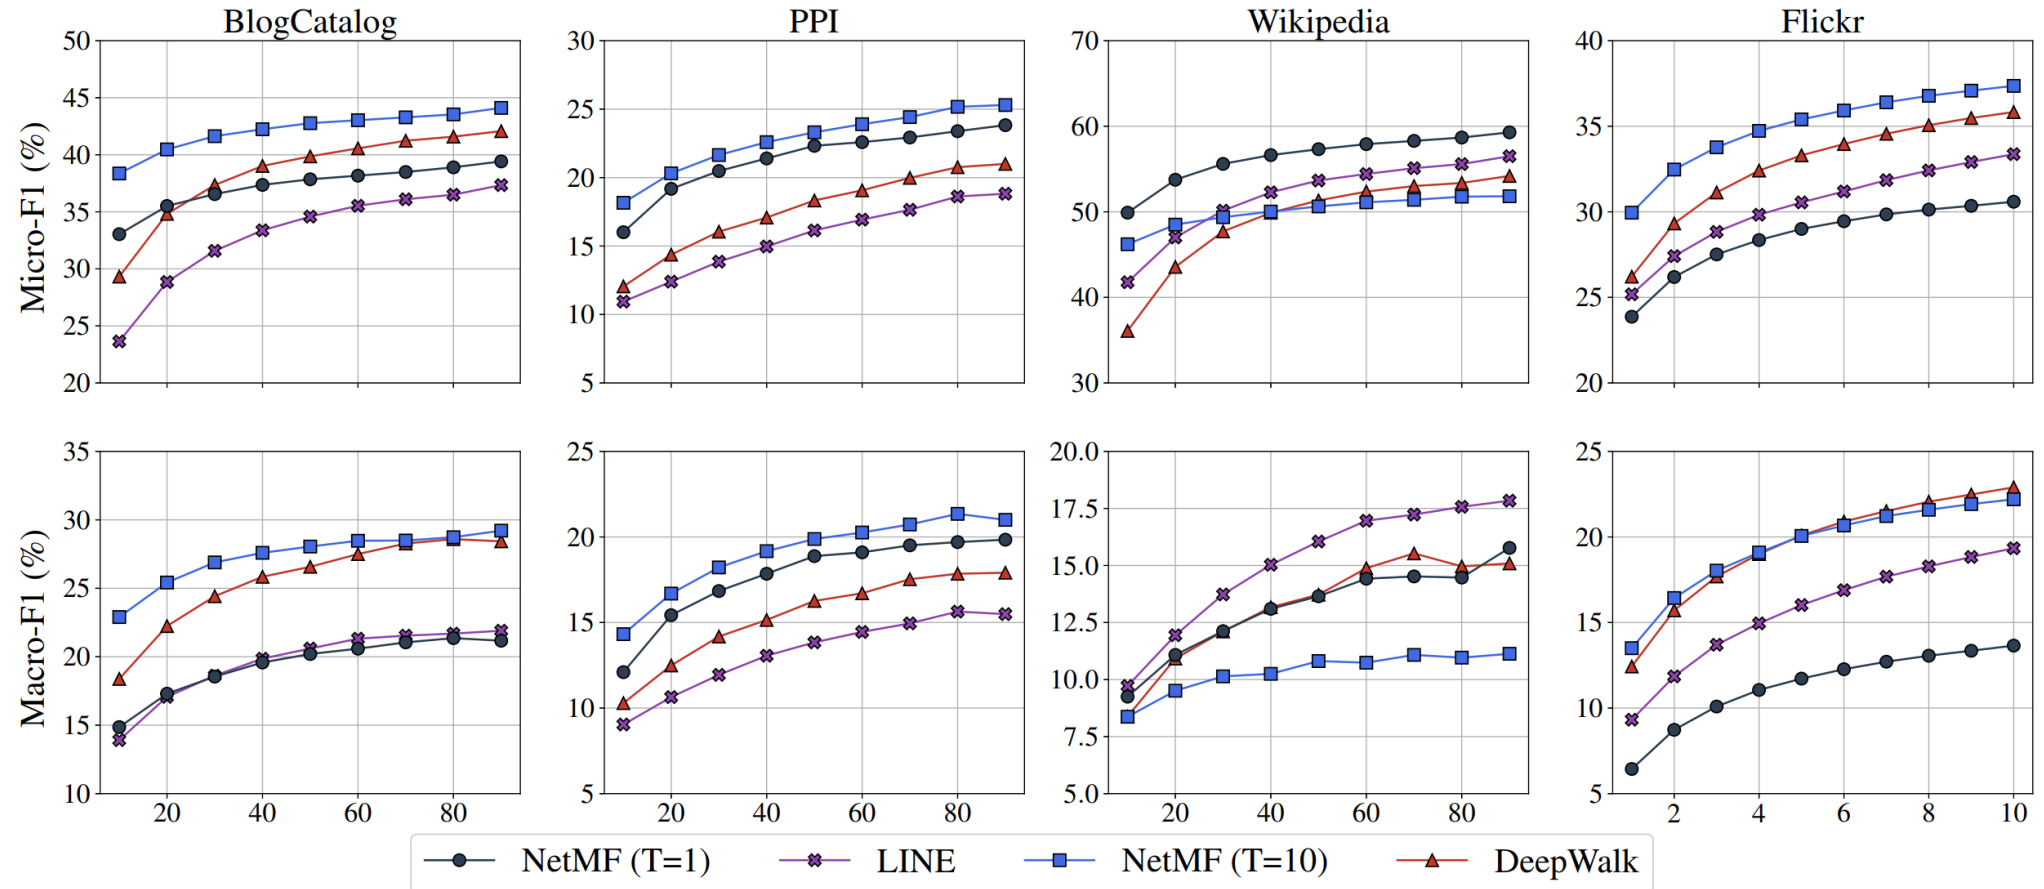 BlogCatalog PPI Wikipedia Flickr
Micro-F1 (%)
50 30 70 40
45
25 60 35
40
20
35 50 30
15
30
10 40 25
25
20 5 30 20
Macro-F1 (%)
35 25 20.0 25
30 20 17.5 20
15.0
25
15 12.5 15
20
10 10.0 10
15
7.5
10 5 5.0 5
20 40 60 80 20 40 60 80 20 40 60 80 2 4 6 8 10
NetMF (T=1) LINE NetMF (T=10) DeepWalk